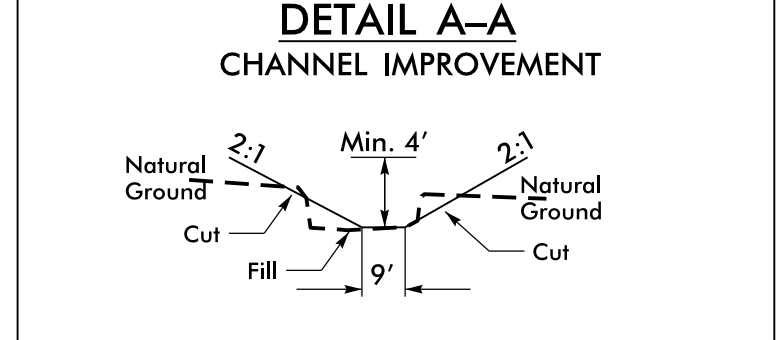 DETAIL A–A
CHANNEL IMPROVEMENT
2:1
Min. 4'
2:1
Natural
Ground
Natural
Ground
Cut
Cut
Fill
9'